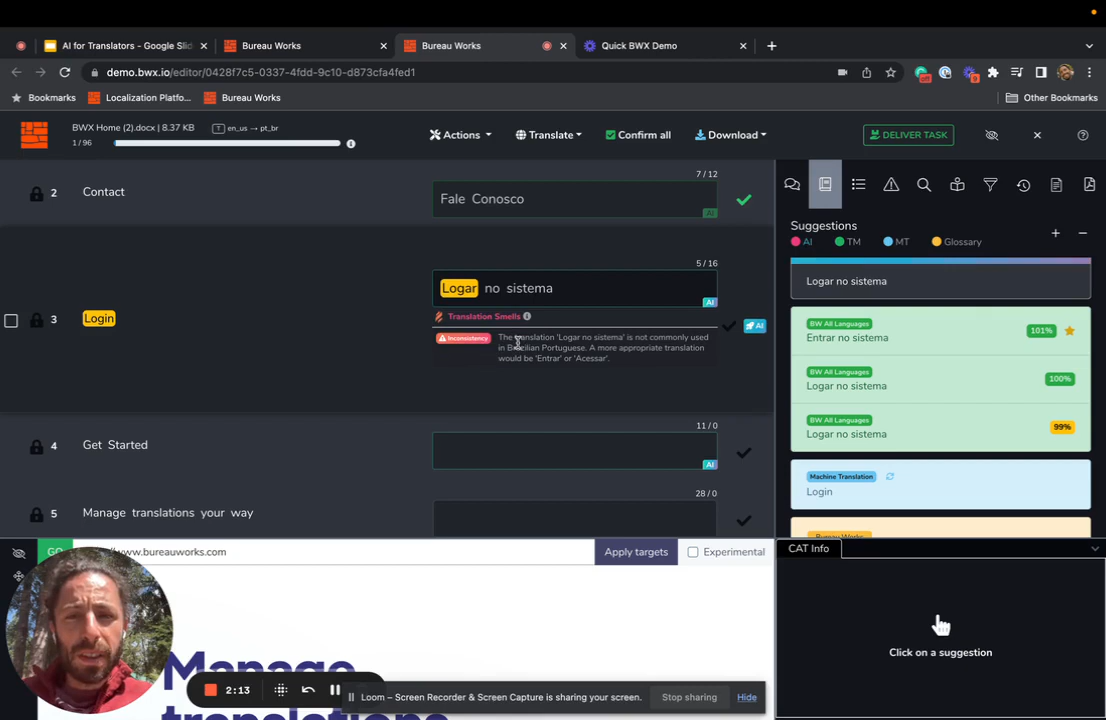 AI for Translators - Google Slid
Bureau Works
Bureau Works
Quick BWX Demo
demo.bwx.io/editor/0428f7c5-0337-4fdd-9c10-d873cfa4fed1
Bookmarks
Localization Platfo...
Bureau Works
Other Bookmarks
BWX Home (2).docx | 8.37 KB
T en_us → pt_br
1 / 96
Actions
Translate
Confirm all
Download
DELIVER TASK
7 / 12
2 Contact
Fale Conosco
AI
5 / 16
3 Login
Logar no sistema
AI
Translation Smells
AI
Inconsistency
The translation 'Logar no sistema' is not commonly used
in Brazilian Portuguese. A more appropriate translation
would be 'Entrar' or 'Acessar'.
11 / 0
4 Get Started
AI
28 / 0
5 Manage translations your way
Suggestions
AI
TM
MT
Glossary
Logar no sistema
BW All Languages
Entrar no sistema
101%
BW All Languages
Logar no sistema
100%
BW All Languages
Logar no sistema
99%
Machine Translation
Login
Bureau Works
GO
www.bureauworks.com
Apply targets
Experimental
CAT Info
Click on a suggestion
Manage
translations
2:13
Loom – Screen Recorder & Screen Capture is sharing your screen.
Stop sharing
Hide